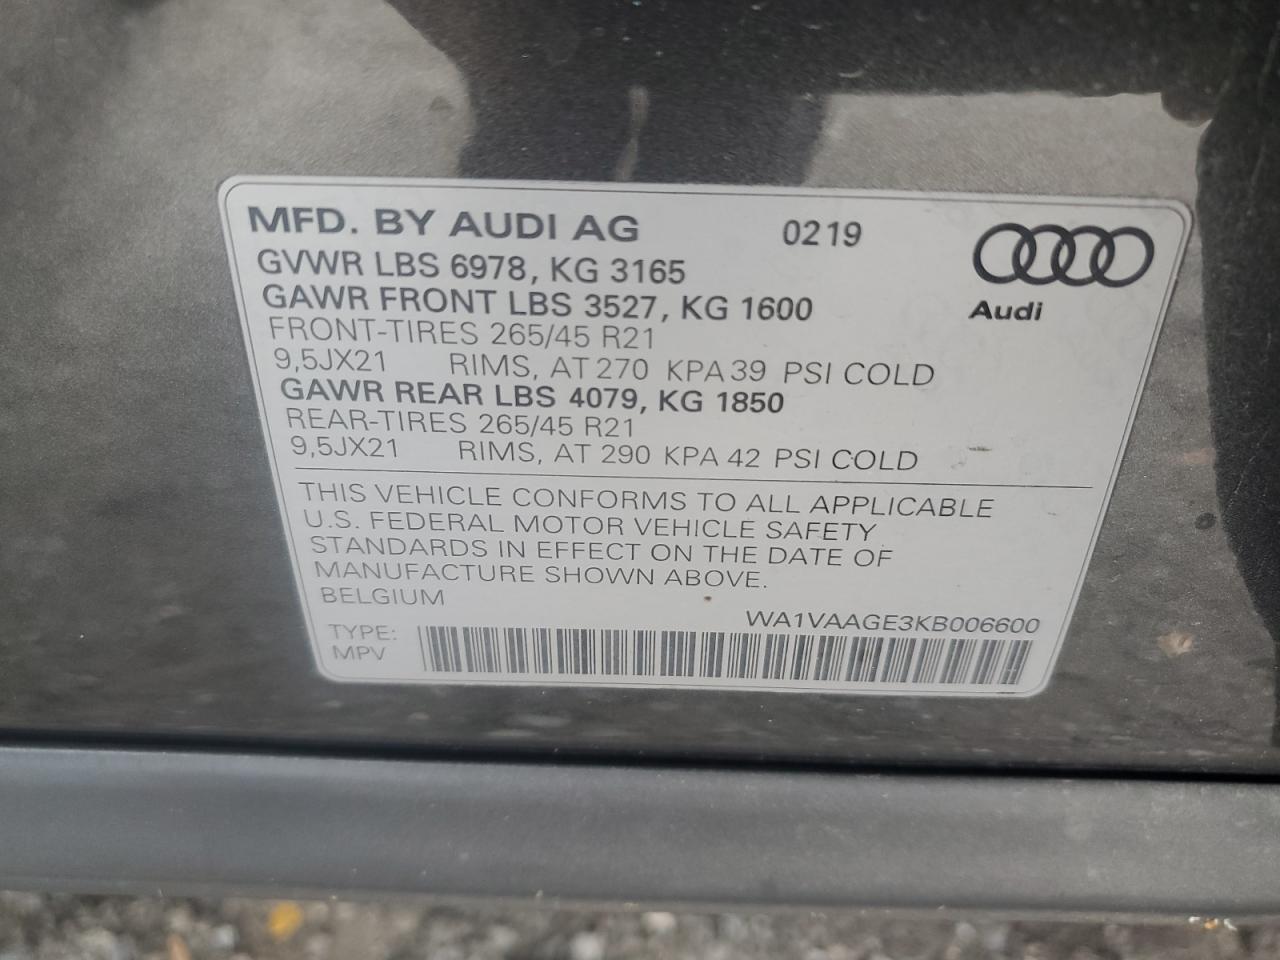 MFD. BY AUDI AG 0219
GVWR LBS 6978, KG 3165
GAWR FRONT LBS 3527, KG 1600
Audi
FRONT-TIRES 265/45 R21
9,5JX21 RIMS, AT 270 KPA 39 PSI COLD
GAWR REAR LBS 4079, KG 1850
REAR-TIRES 265/45 R21
9,5JX21 RIMS, AT 290 KPA 42 PSI COLD
THIS VEHICLE CONFORMS TO ALL APPLICABLE
U.S. FEDERAL MOTOR VEHICLE SAFETY
STANDARDS IN EFFECT ON THE DATE OF
MANUFACTURE SHOWN ABOVE.
BELGIUM
WA1VAAGE3KB006600
TYPE:
MPV